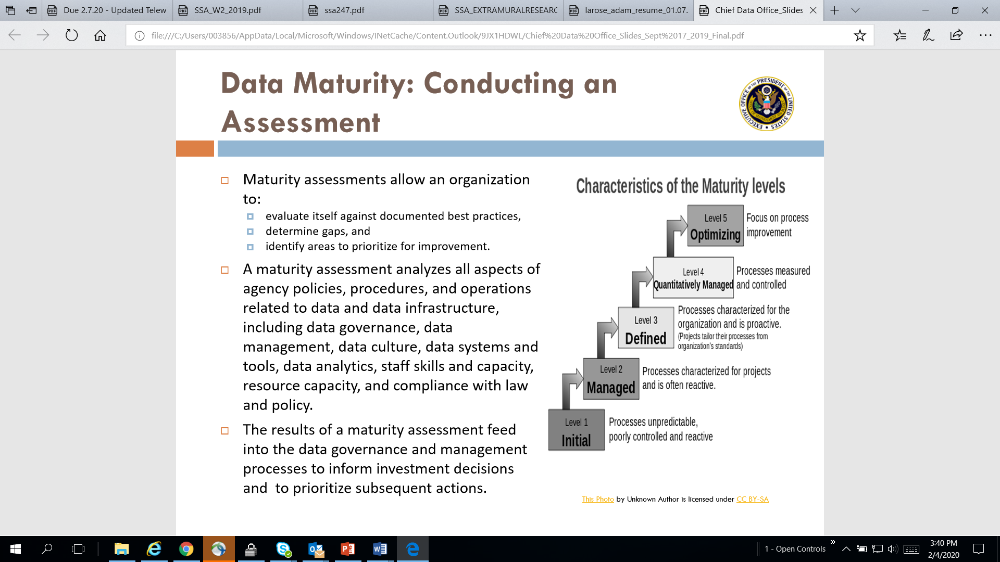 Due 2.7.20 - Updated Telew
SSA_W2_2019.pdf
ssa247.pdf
SSA_EXTRAMURALRESEARC
larose_adam_resume_01.07.
Chief Data Office_Slides
file:///C:/Users/003856/AppData/Local/Microsoft/Windows/INetCache/Content.Outlook/9JX1HDWL/Chief%20Data%20Office_Slides_Sept%2017_2019_Final.pdf
Data Maturity: Conducting an
Assessment
EXECUTIVE OFFICE OF THE PRESIDENT OF THE UNITED STATES
Maturity assessments allow an organization
to:
evaluate itself against documented best practices,
determine gaps, and
identify areas to prioritize for improvement.
A maturity assessment analyzes all aspects of
agency policies, procedures, and operations
related to data and data infrastructure,
including data governance, data
management, data culture, data systems and
tools, data analytics, staff skills and capacity,
resource capacity, and compliance with law
and policy.
The results of a maturity assessment feed
into the data governance and management
processes to inform investment decisions
and  to prioritize subsequent actions.
Characteristics of the Maturity levels
Level 5
Optimizing
Focus on process
improvement
Level 4
Quantitatively Managed
Processes measured
and controlled
Level 3
Defined
Processes characterized for the
organization and is proactive.
(Projects tailor their processes from
organization's standards)
Level 2
Managed
Processes characterized for projects
and is often reactive.
Level 1
Initial
Processes unpredictable,
poorly controlled and reactive
This Photo by Unknown Author is licensed under CC BY-SA
1 - Open Controls
3:40 PM
2/4/2020